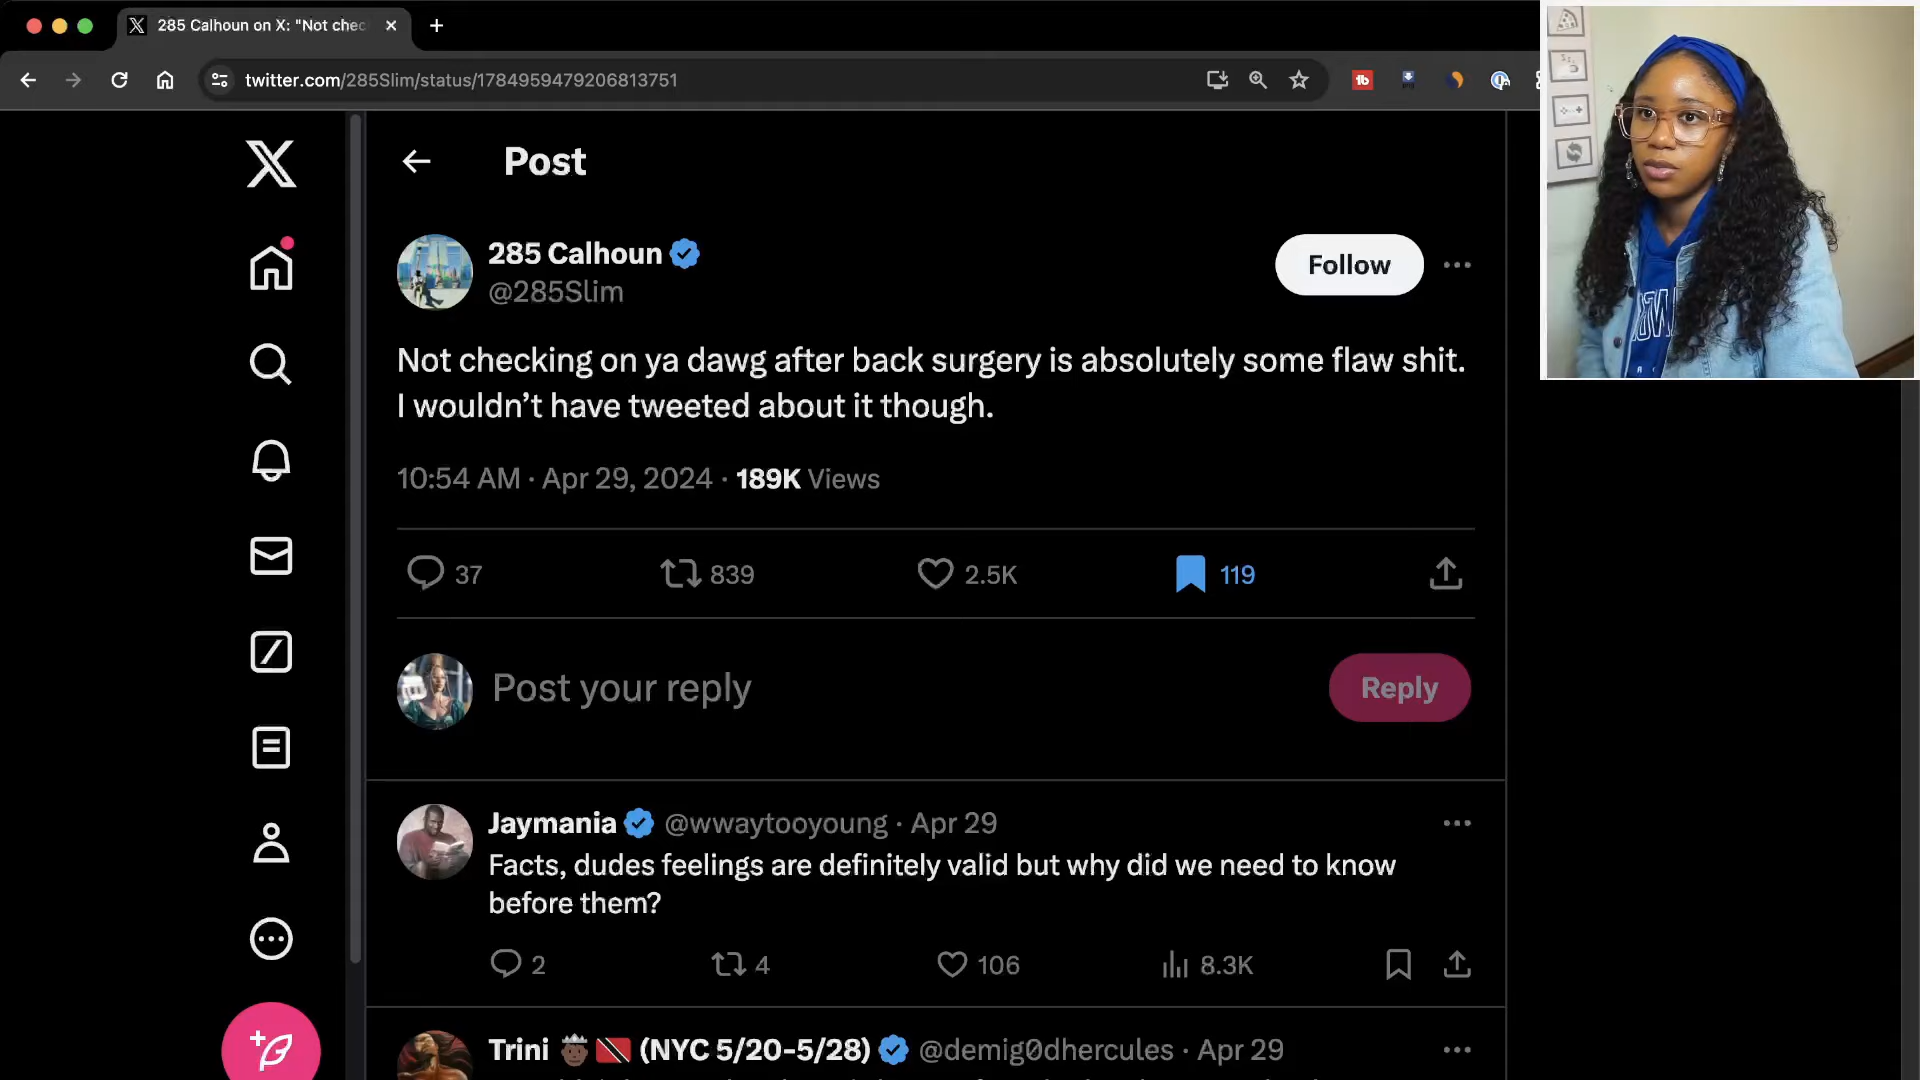 285 Calhoun on X: "Not chec
twitter.com/285Slim/status/1784959479206813751
Post
285 Calhoun
@285Slim
Follow
Not checking on ya dawg after back surgery is absolutely some flaw shit.
I wouldn't have tweeted about it though.
10:54 AM · Apr 29, 2024 · 189K Views
37 839 2.5K 119
Post your reply
Reply
Jaymania @wwaytooyoung · Apr 29
Facts, dudes feelings are definitely valid but why did we need to know
before them?
2 4 106 8.3K
Trini (NYC 5/20-5/28) @demig0dhercules · Apr 29